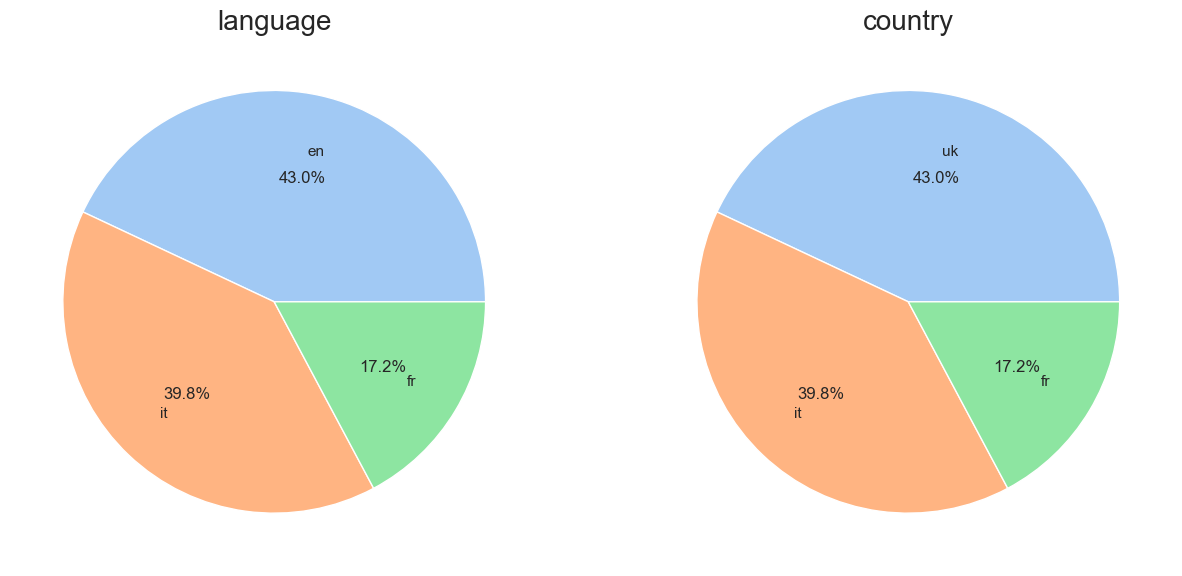 language
en
43.0%
39.8%
it
17.2%
fr
country
uk
43.0%
39.8%
it
17.2%
fr